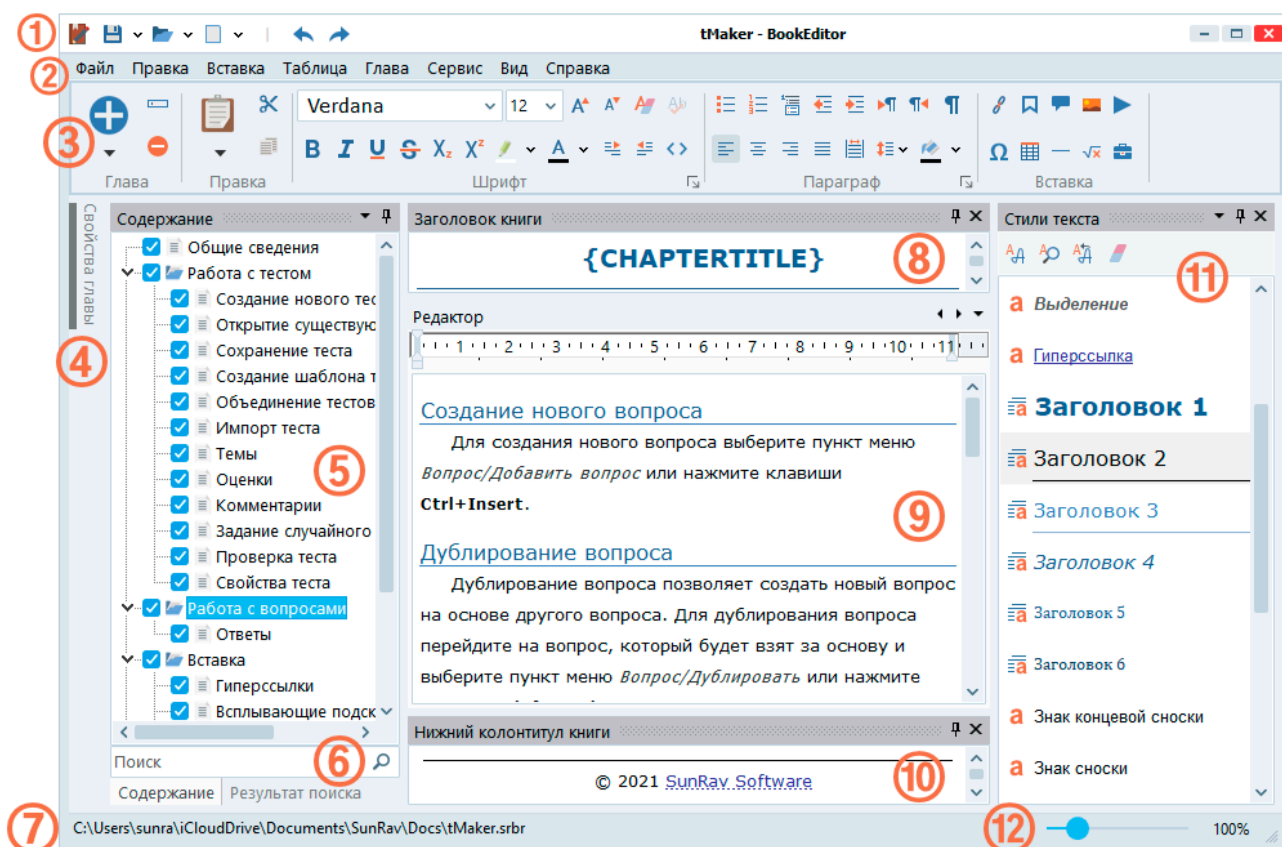 1
tMaker - BookEditor
2
Файл Правка Вставка Таблица Глава Сервис Вид Справка
3
Verdana 12
Глава Правка Шрифт Параграф Вставка
Свойства главы
4
Содержание
Общие сведения
Работа с тестом
Создание нового тес
Открытие существую
Сохранение теста
Создание шаблона т
Объединение тестов
Импорт теста
Темы
Оценки
Комментарии
Задание случайного
Проверка теста
Свойства теста
Работа с вопросами
Ответы
Вставка
Гиперссылки
Всплывающие подск
5
Поиск
6
Содержание Результат поиска
Заголовок книги
{CHAPTERTITLE}
8
Редактор
1 2 3 4 5 6 7 8 9 10 11
Создание нового вопроса
Для создания нового вопроса выберите пункт меню
Вопрос/Добавить вопрос или нажмите клавиши
Ctrl+Insert.
9
Дублирование вопроса
Дублирование вопроса позволяет создать новый вопрос
на основе другого вопроса. Для дублирования вопроса
перейдите на вопрос, который будет взят за основу и
выберите пункт меню Вопрос/Дублировать или нажмите
Нижний колонтитул книги
© 2021 SunRav Software
10
Стили текста
11
Выделение
Гиперссылка
Заголовок 1
Заголовок 2
Заголовок 3
Заголовок 4
Заголовок 5
Заголовок 6
Знак концевой сноски
Знак сноски
7
C:\Users\sunra\iCloudDrive\Documents\SunRav\Docs\tMaker.srbr
12
100%